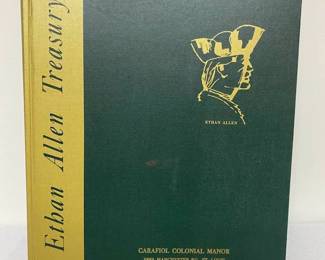 Ethan Allen Treasury
ETHAN ALLEN
CARAFIOL COLONIAL MANOR
MANCHESTER RD. ST. LOUIS